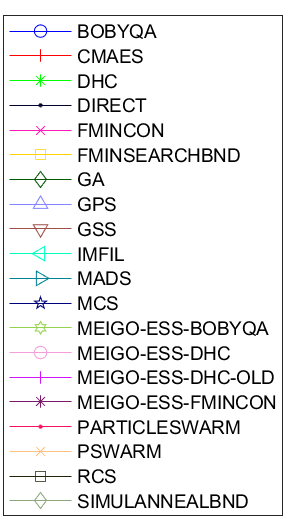 BOBYQA
CMAES
DHC
DIRECT
FMINCON
FMINSEARCHBND
GA
GPS
GSS
IMFIL
MADS
MCS
MEIGO-ESS-BOBYQA
MEIGO-ESS-DHC
MEIGO-ESS-DHC-OLD
MEIGO-ESS-FMINCON
PARTICLESWARM
PSWARM
RCS
SIMULANNEALBND